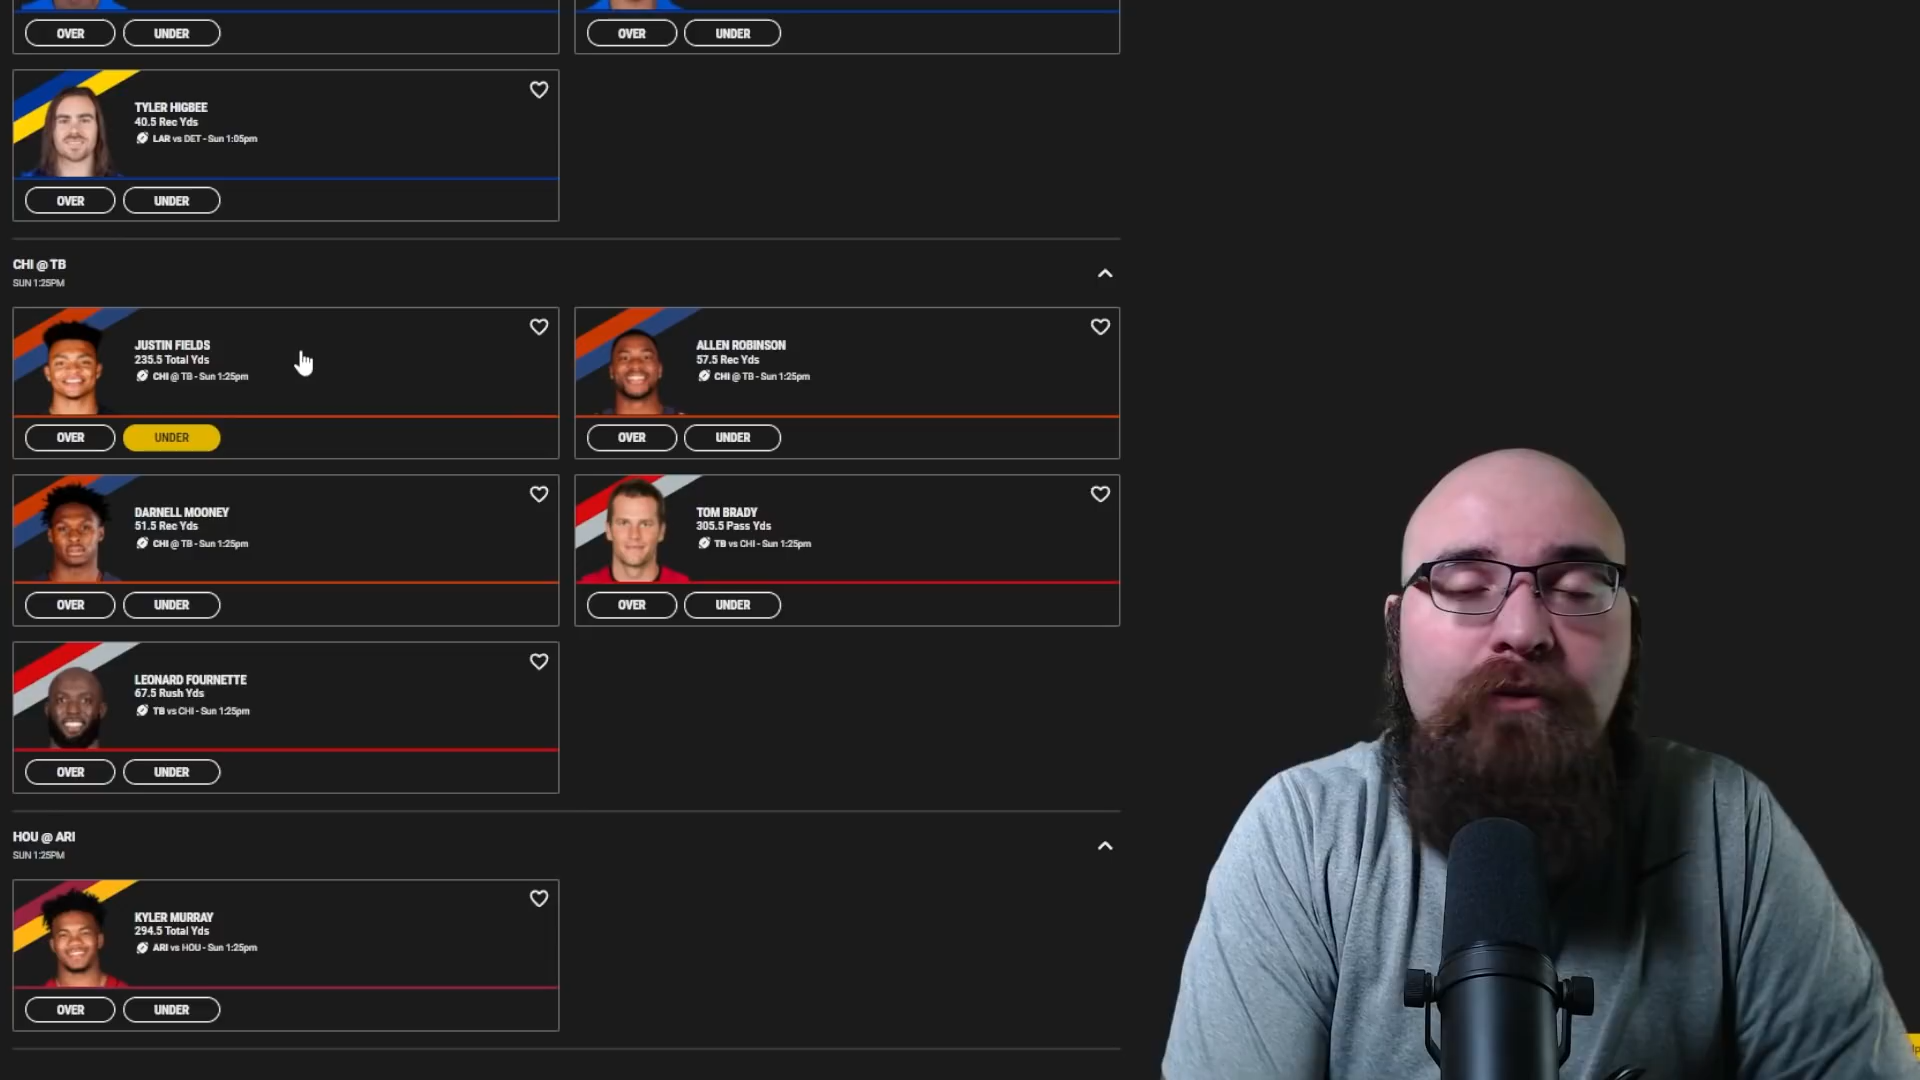 OVER UNDER
OVER UNDER
TYLER HIGBEE
40.5 Rec Yds
LAR vs DET - Sun 1:05pm
OVER UNDER
CHI @ TB
SUN 1:25PM
JUSTIN FIELDS
235.5 Total Yds
CHI @ TB - Sun 1:25pm
OVER UNDER
ALLEN ROBINSON
57.5 Rec Yds
CHI @ TB - Sun 1:25pm
OVER UNDER
DARNELL MOONEY
51.5 Rec Yds
CHI @ TB - Sun 1:25pm
OVER UNDER
TOM BRADY
305.5 Pass Yds
TB vs CHI - Sun 1:25pm
OVER UNDER
LEONARD FOURNETTE
67.5 Rush Yds
TB vs CHI - Sun 1:25pm
OVER UNDER
HOU @ ARI
SUN 1:25PM
KYLER MURRAY
294.5 Total Yds
ARI vs HOU - Sun 1:25pm
OVER UNDER